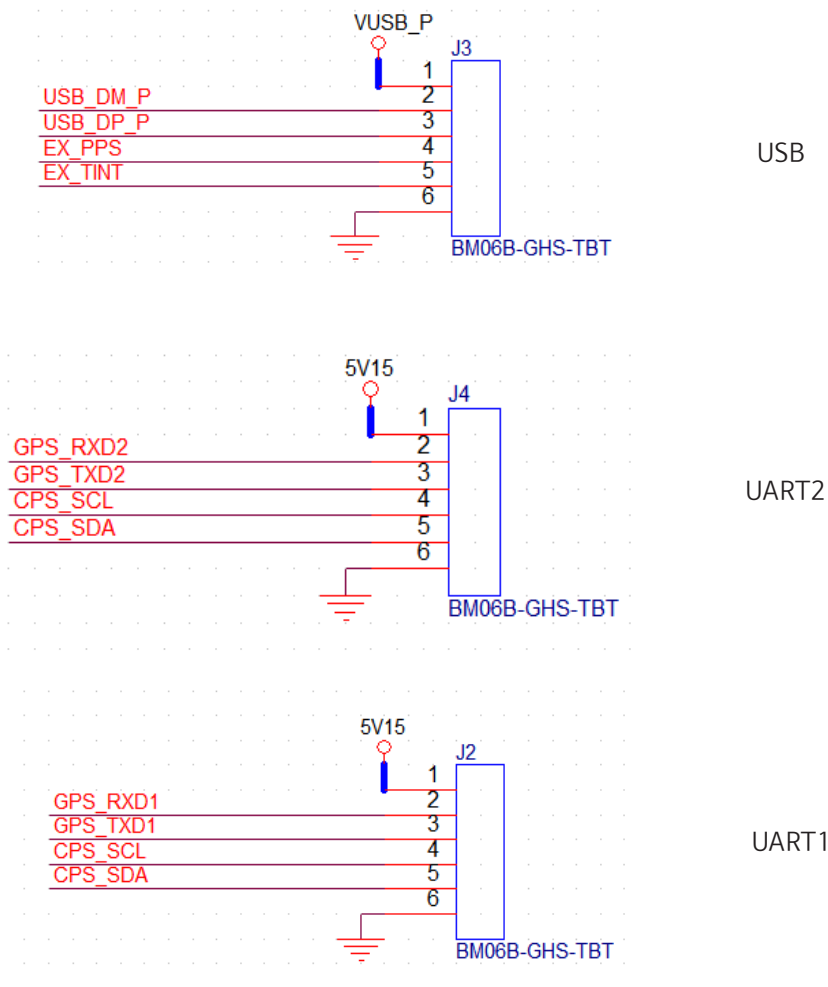 VUSB_P
J3
1
USB_DM_P 2
USB_DP_P 3
EX_PPS 4
EX_TINT 5
6
USB
BM06B-GHS-TBT
5V15
J4
1
GPS_RXD2 2
GPS_TXD2 3
CPS_SCL 4
CPS_SDA 5
6
UART2
BM06B-GHS-TBT
5V15
J2
1
GPS_RXD1 2
GPS_TXD1 3
CPS_SCL 4
CPS_SDA 5
6
UART1
BM06B-GHS-TBT